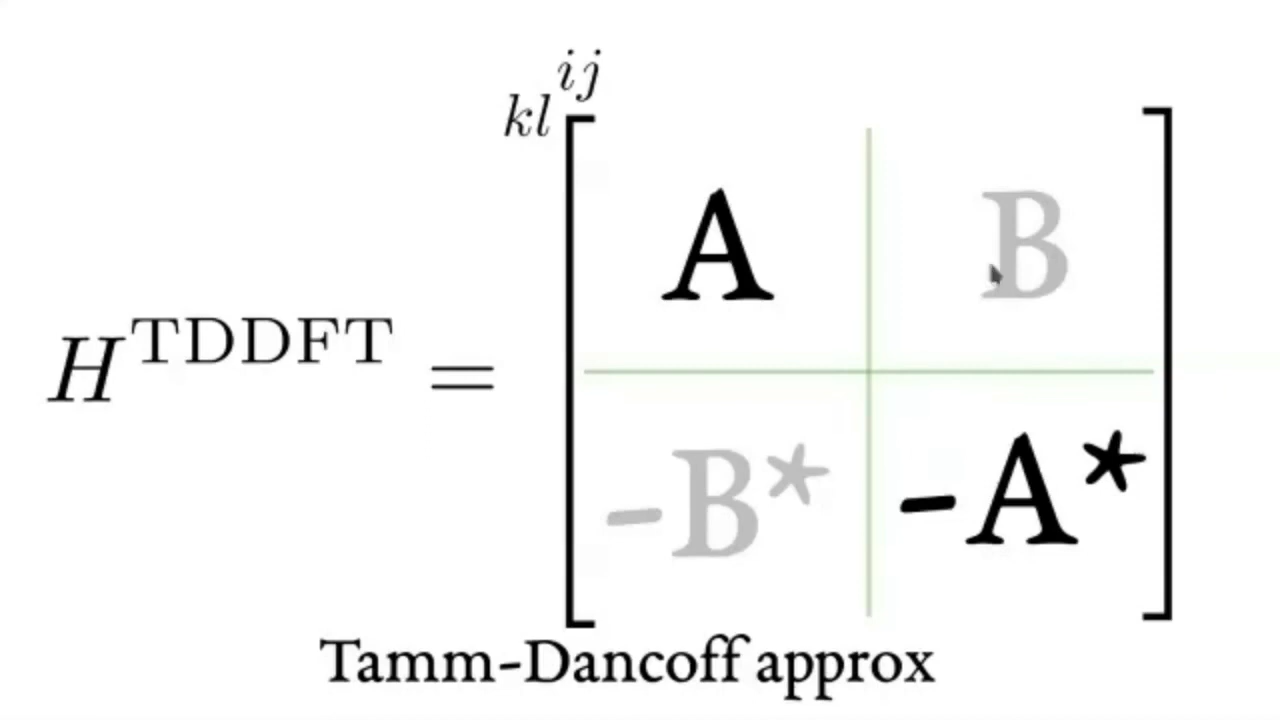 ij
kl
A B
H^TDDFT =
-B* -A*
Tamm-Dancoff approx